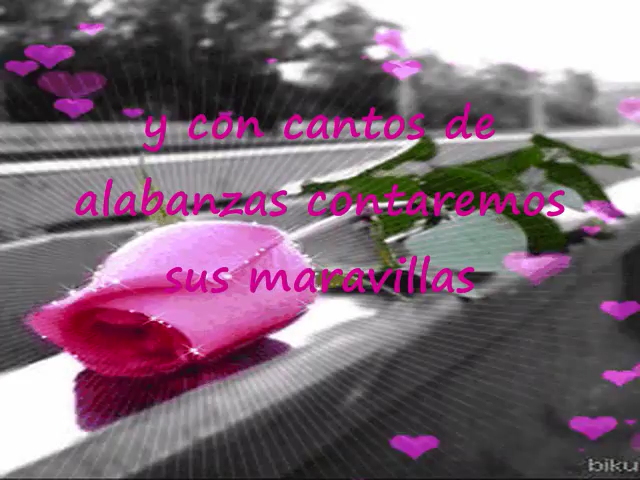 y con cantos de
alabanzas contaremos
sus maravillas
biku